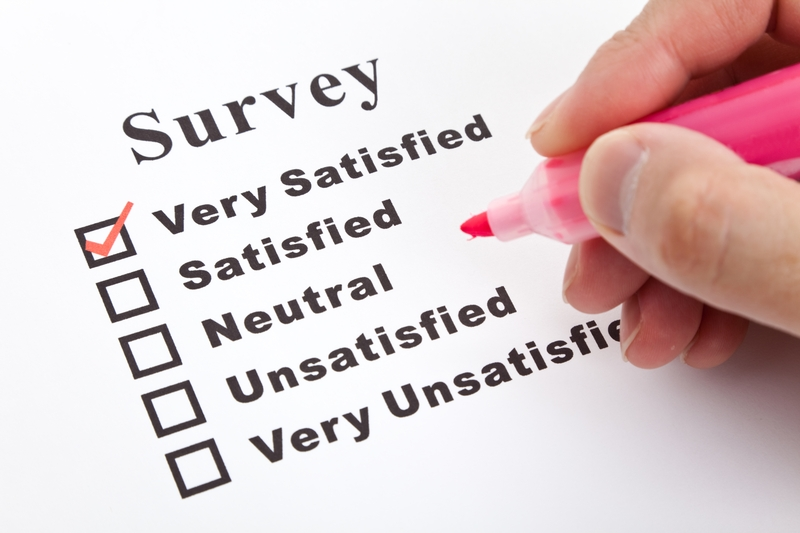 Survey
Very Satisfied
Satisfied
Neutral
Unsatisfied
Very Unsatisfie